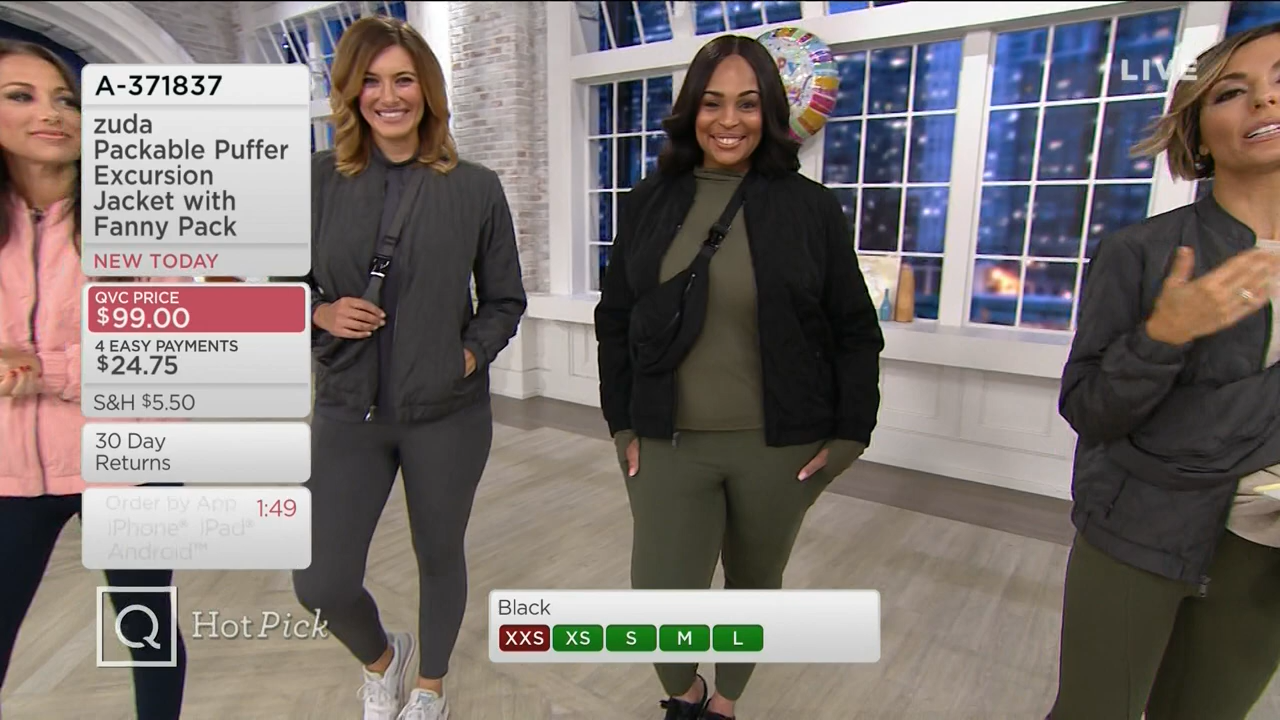 LIVE
A-371837
zuda
Packable Puffer
Excursion
Jacket with
Fanny Pack
NEW TODAY
QVC PRICE
$99.00
4 EASY PAYMENTS
$24.75
S&H $5.50
30 Day
Returns
Order by App 1:49
iPhone® iPad®
Android™
Q Hot Pick
Black
XXS XS S M L